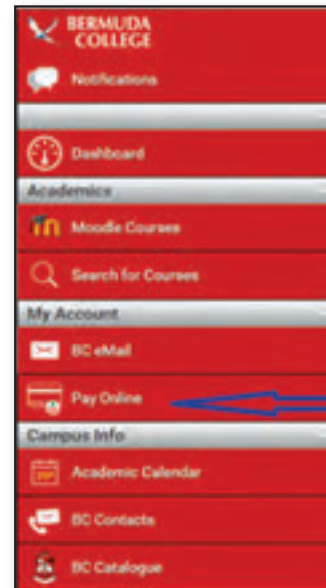 BERMUDA
COLLEGE
Notifications
Dashboard
Academics
Moodle Courses
Search for Courses
My Account
BC eMail
Pay Online
Campus Info
Academic Calendar
BC Contacts
BC Catalogue